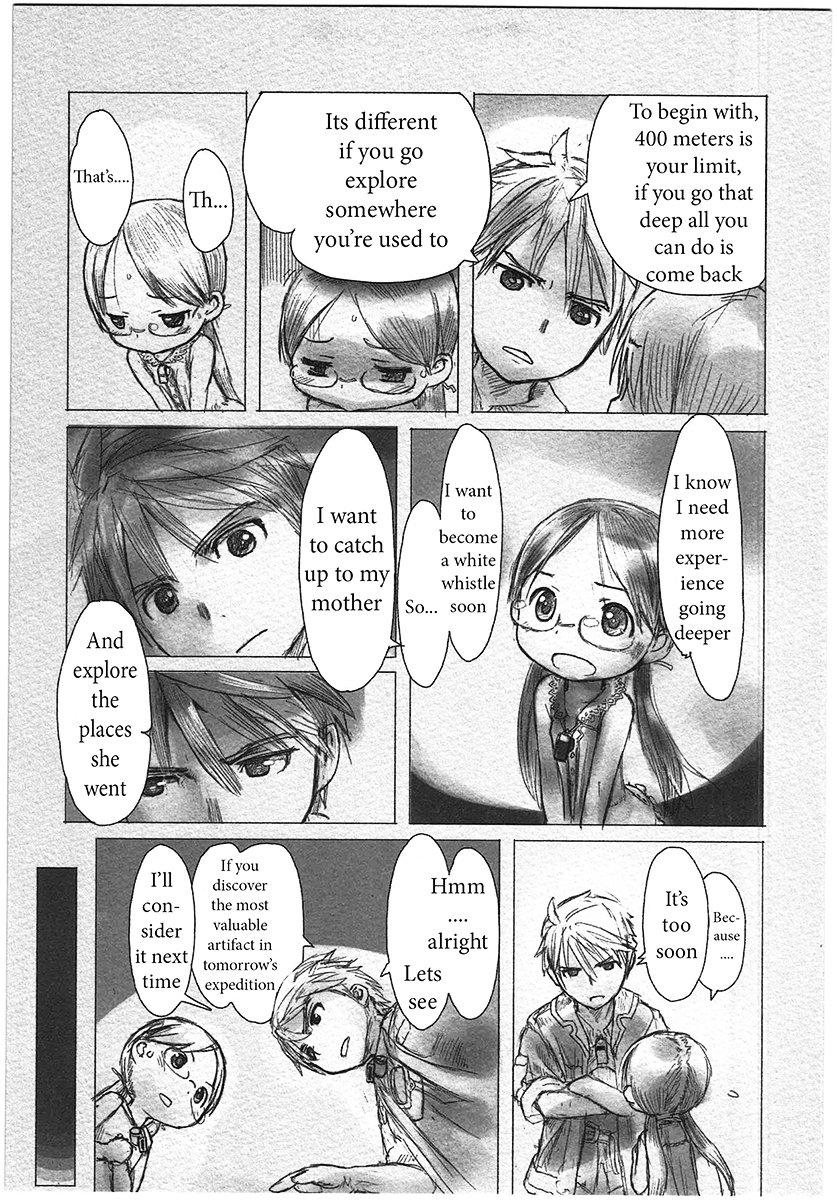 To begin with,
400 meters is
your limit,
if you go that
deep all you
can do is
come back
Its different
if you go
explore
somewhere
you're used to
Th...
That's....
I know
I need
more
exper-
ience
going
deeper
I want
to
become
a white
whistle
soon
So...
I want
to catch
up to my
mother
And
explore
the
places
she
went
Bec-
ause
....
It's
too
soon
Hmm
....
alright
Lets
see
If you
discover
the most
valuable
artifact in
tomorrow's
expedition
I'll
con-
sider
it next
time